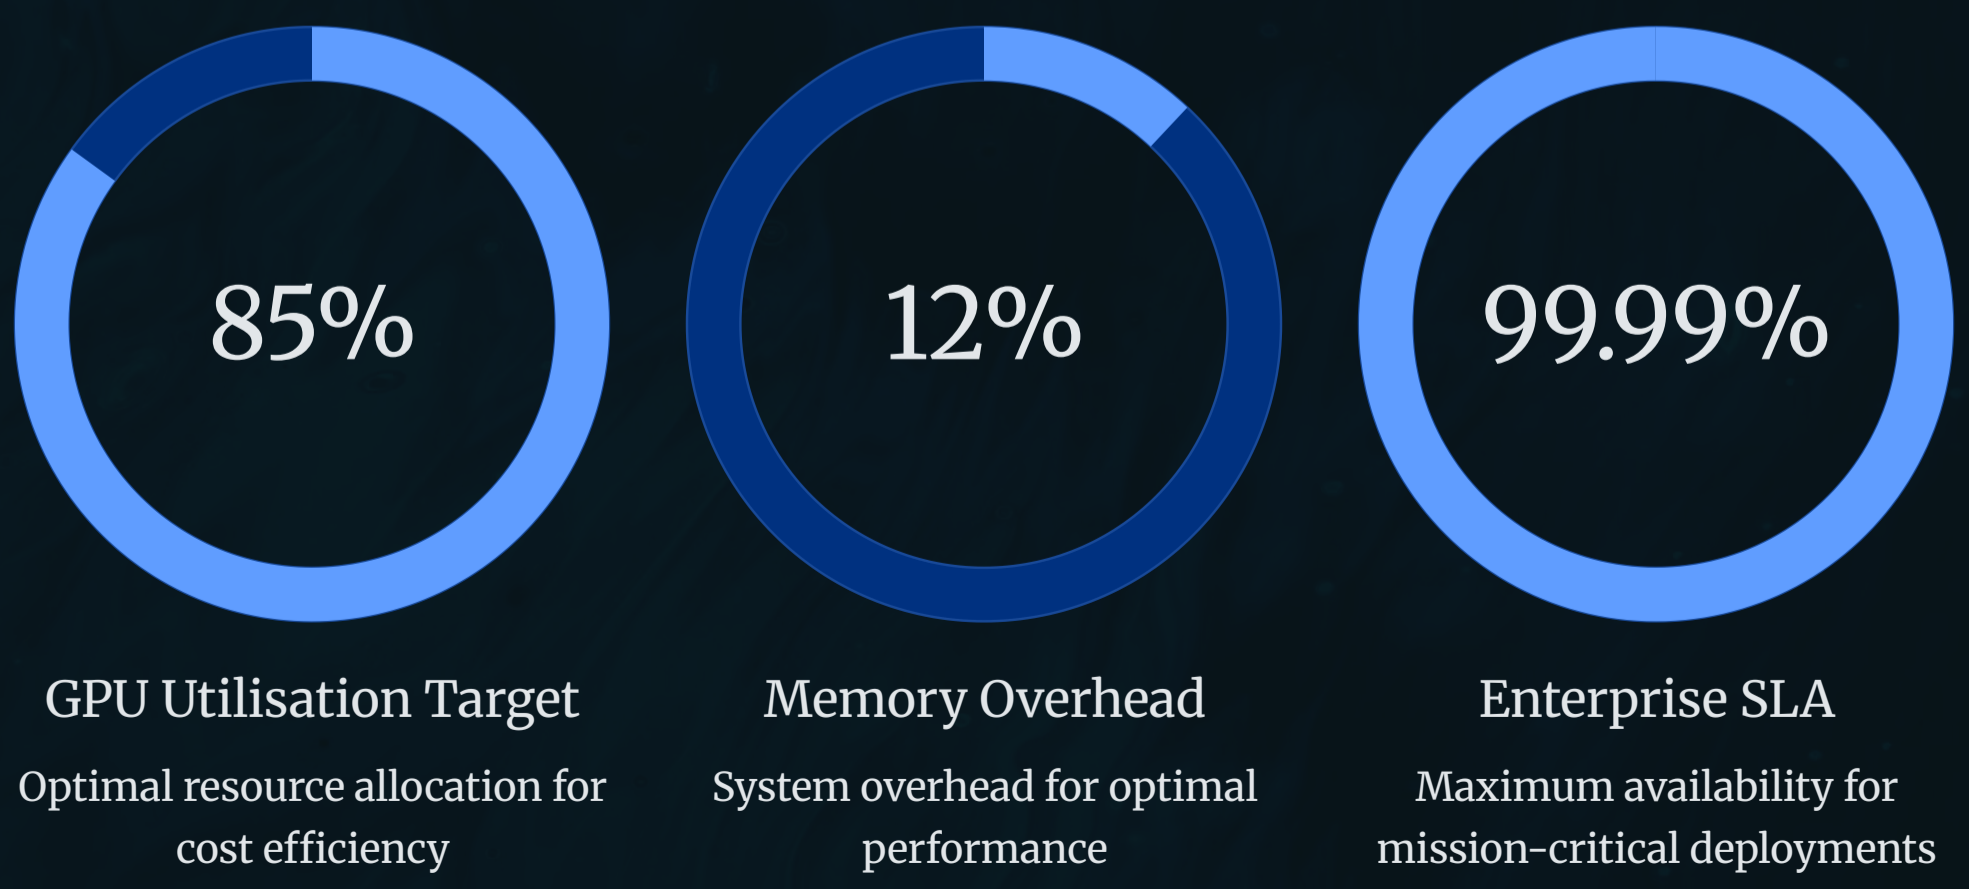 85%
12%
99.99%
GPU Utilisation Target
Optimal resource allocation for
cost efficiency
Memory Overhead
System overhead for optimal
performance
Enterprise SLA
Maximum availability for
mission-critical deployments